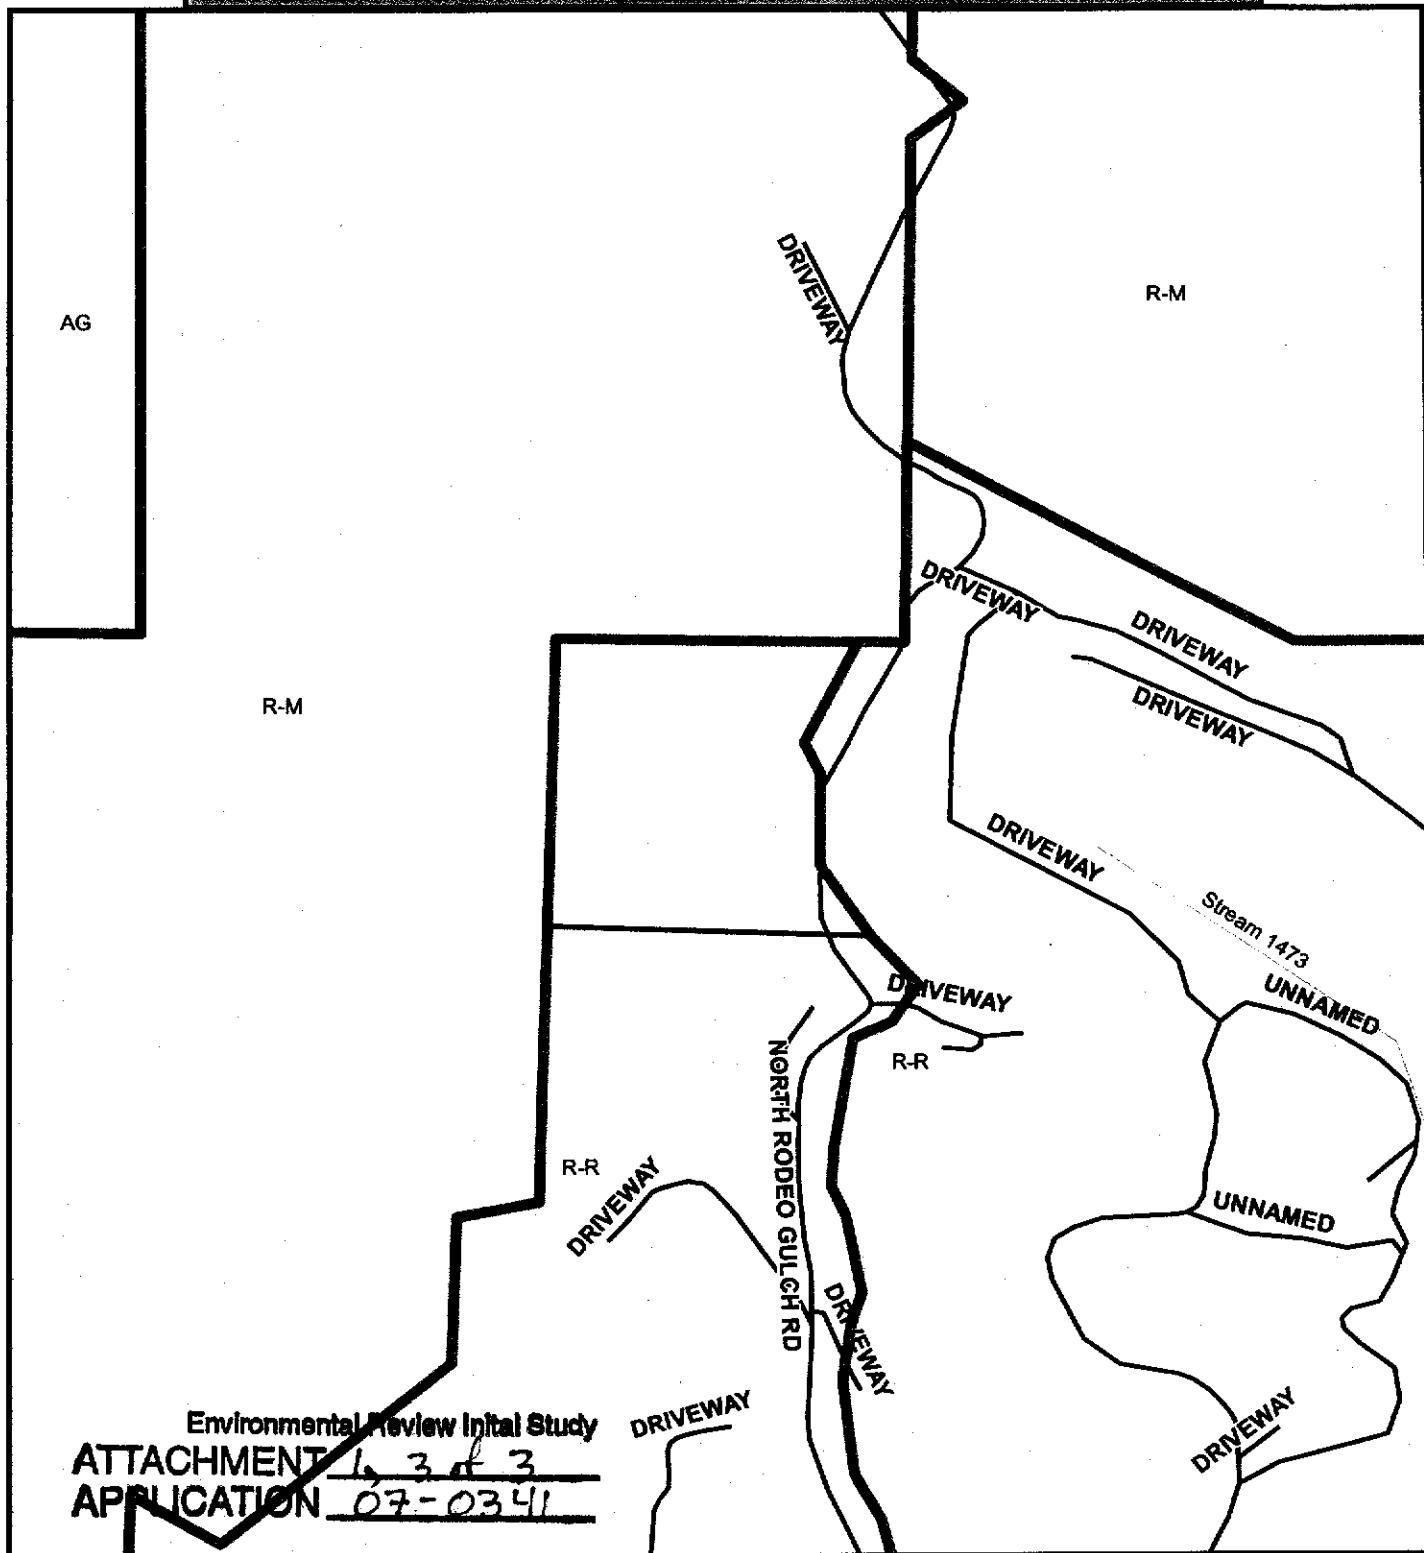 DRIVEWAY
R-M
AG
DRIVEWAY
DRIVEWAY
R-M
DRIVEWAY
DRIVEWAY
Stream 1473
DRIVEWAY
UNNAMED
NORTH RODEO GULCH RD
R-R
R-R
DRIVEWAY
UNNAMED
DRIVEWAY
DRIVEWAY
DRIVEWAY
Environmental Review Inital Study
ATTACHMENT 1, 3 of 3
APPLICATION 07-0341